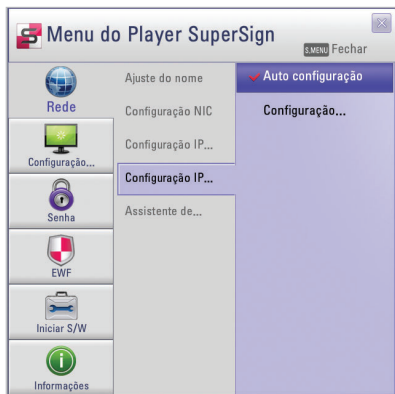 Menu do Player SuperSign
S.MENU Fechar
Rede
Configuração...
Senha
EWF
Iniciar S/W
Informações
Ajuste do nome
Configuração NIC
Configuração IP...
Configuração IP...
Assistente de...
Auto configuração
Configuração...